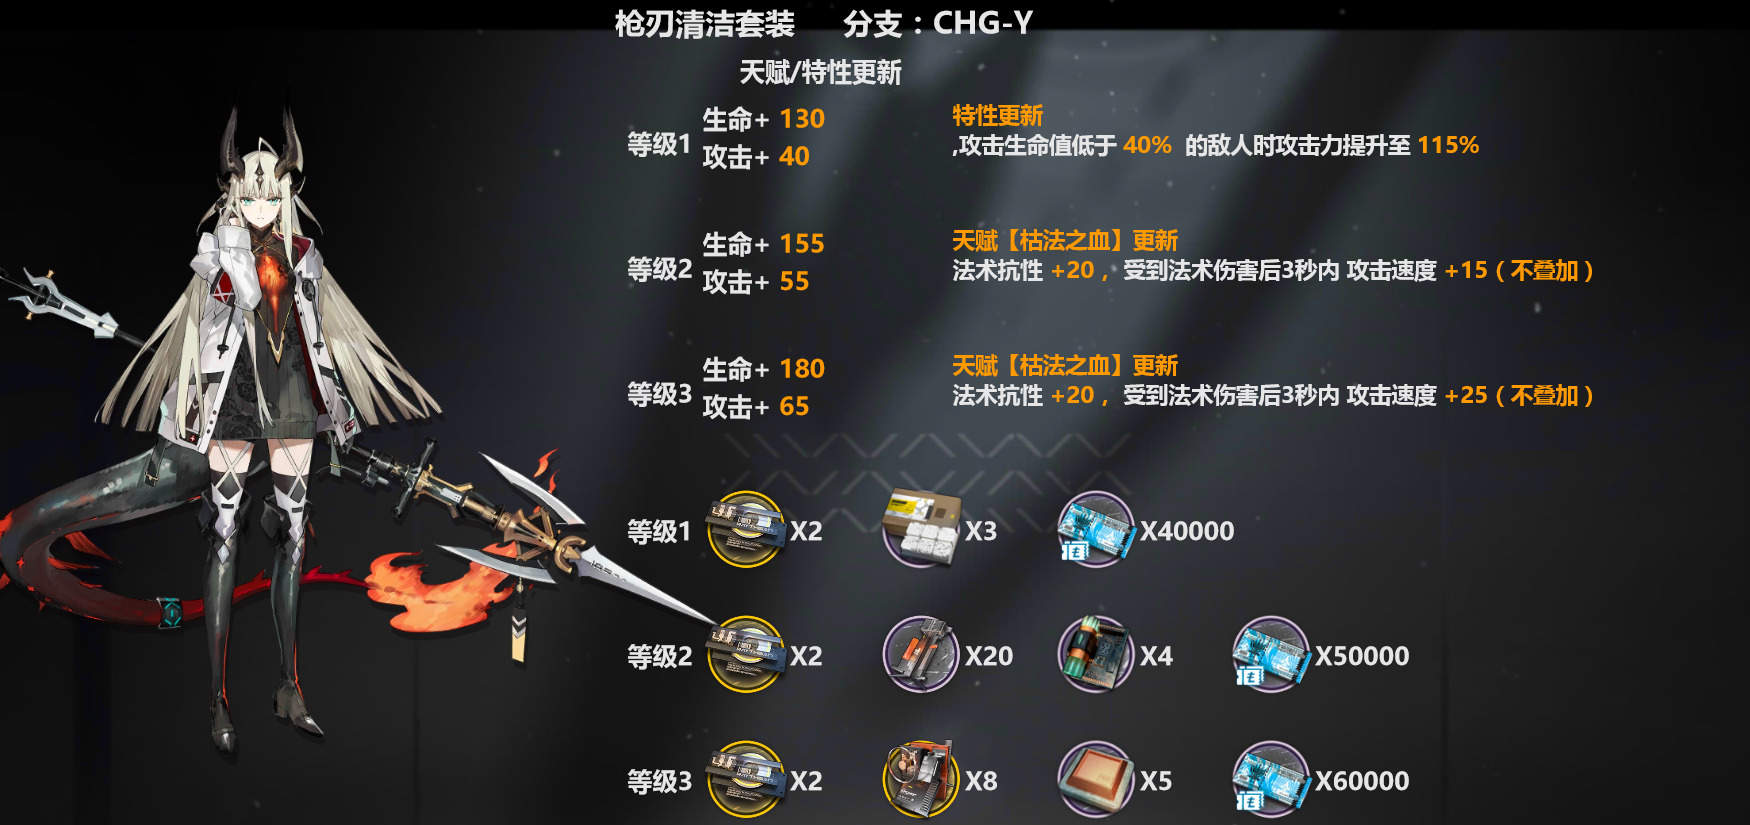 枪刃清洁套装 分支：CHG-Y
天赋/特性更新
等级1
生命+ 130
攻击+ 40
特性更新
,攻击生命值低于 40% 的敌人时攻击力提升至 115%
等级2
生命+ 155
攻击+ 55
天赋【枯法之血】更新
法术抗性 +20 ，受到法术伤害后3秒内 攻击速度 +15（不叠加）
等级3
生命+ 180
攻击+ 65
天赋【枯法之血】更新
法术抗性 +20 ，受到法术伤害后3秒内 攻击速度 +25（不叠加）
等级1 X2 X3 X40000
等级2 X2 X20 X4 X50000
等级3 X2 X8 X5 X60000